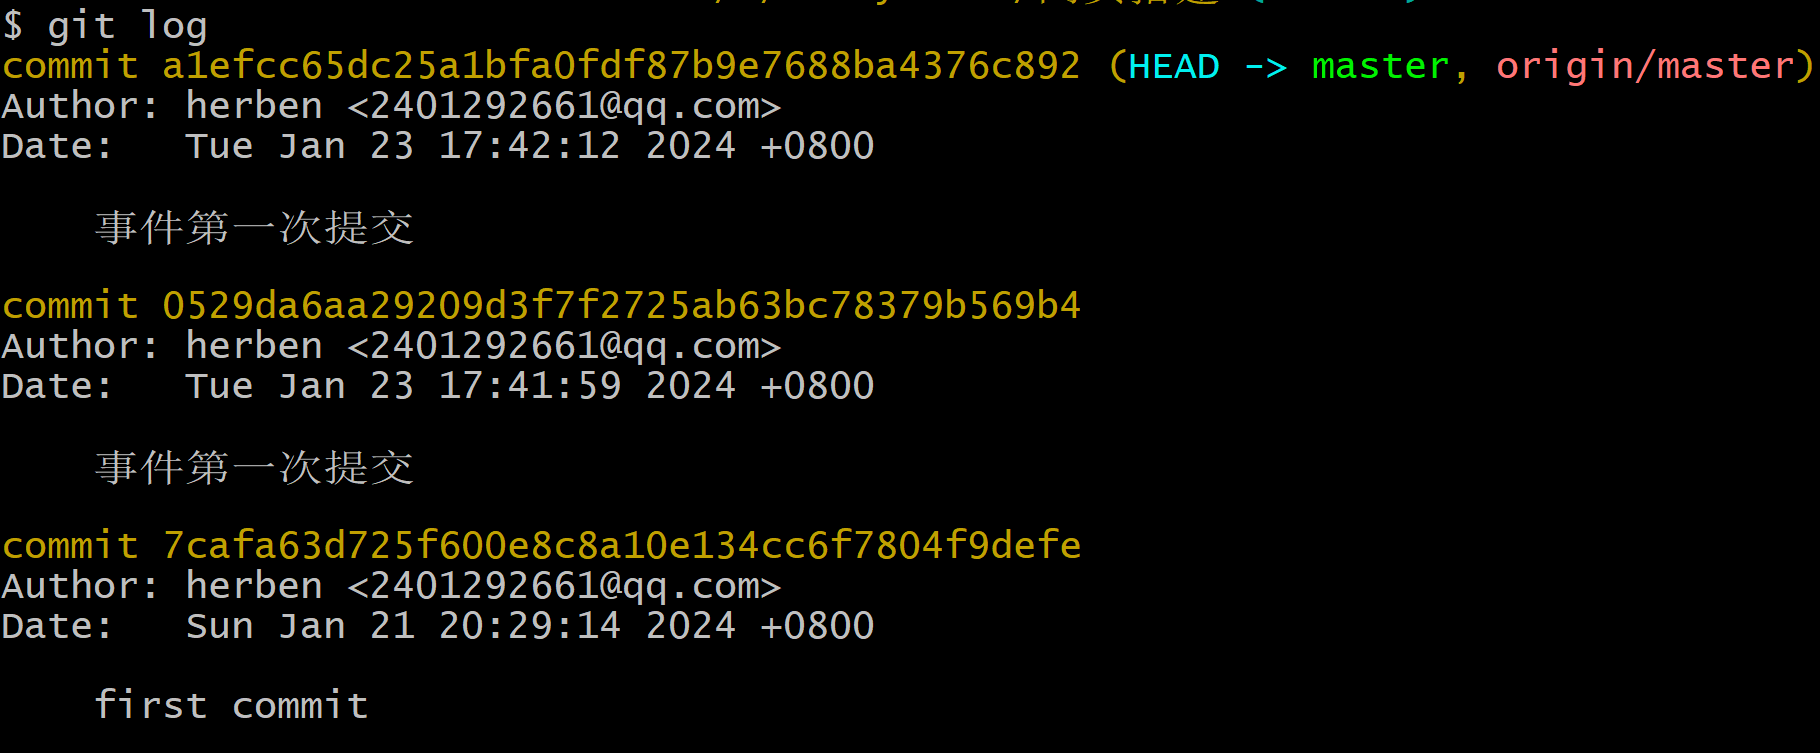 $ git log
commit a1efcc65dc25a1bfa0fdf87b9e7688ba4376c892 (HEAD -> master, origin/master)
Author: herben <2401292661@qq.com>
Date:   Tue Jan 23 17:42:12 2024 +0800
事件第一次提交
commit 0529da6aa29209d3f7f2725ab63bc78379b569b4
Author: herben <2401292661@qq.com>
Date:   Tue Jan 23 17:41:59 2024 +0800
事件第一次提交
commit 7cafa63d725f600e8c8a10e134cc6f7804f9defe
Author: herben <2401292661@qq.com>
Date:   Sun Jan 21 20:29:14 2024 +0800
first commit